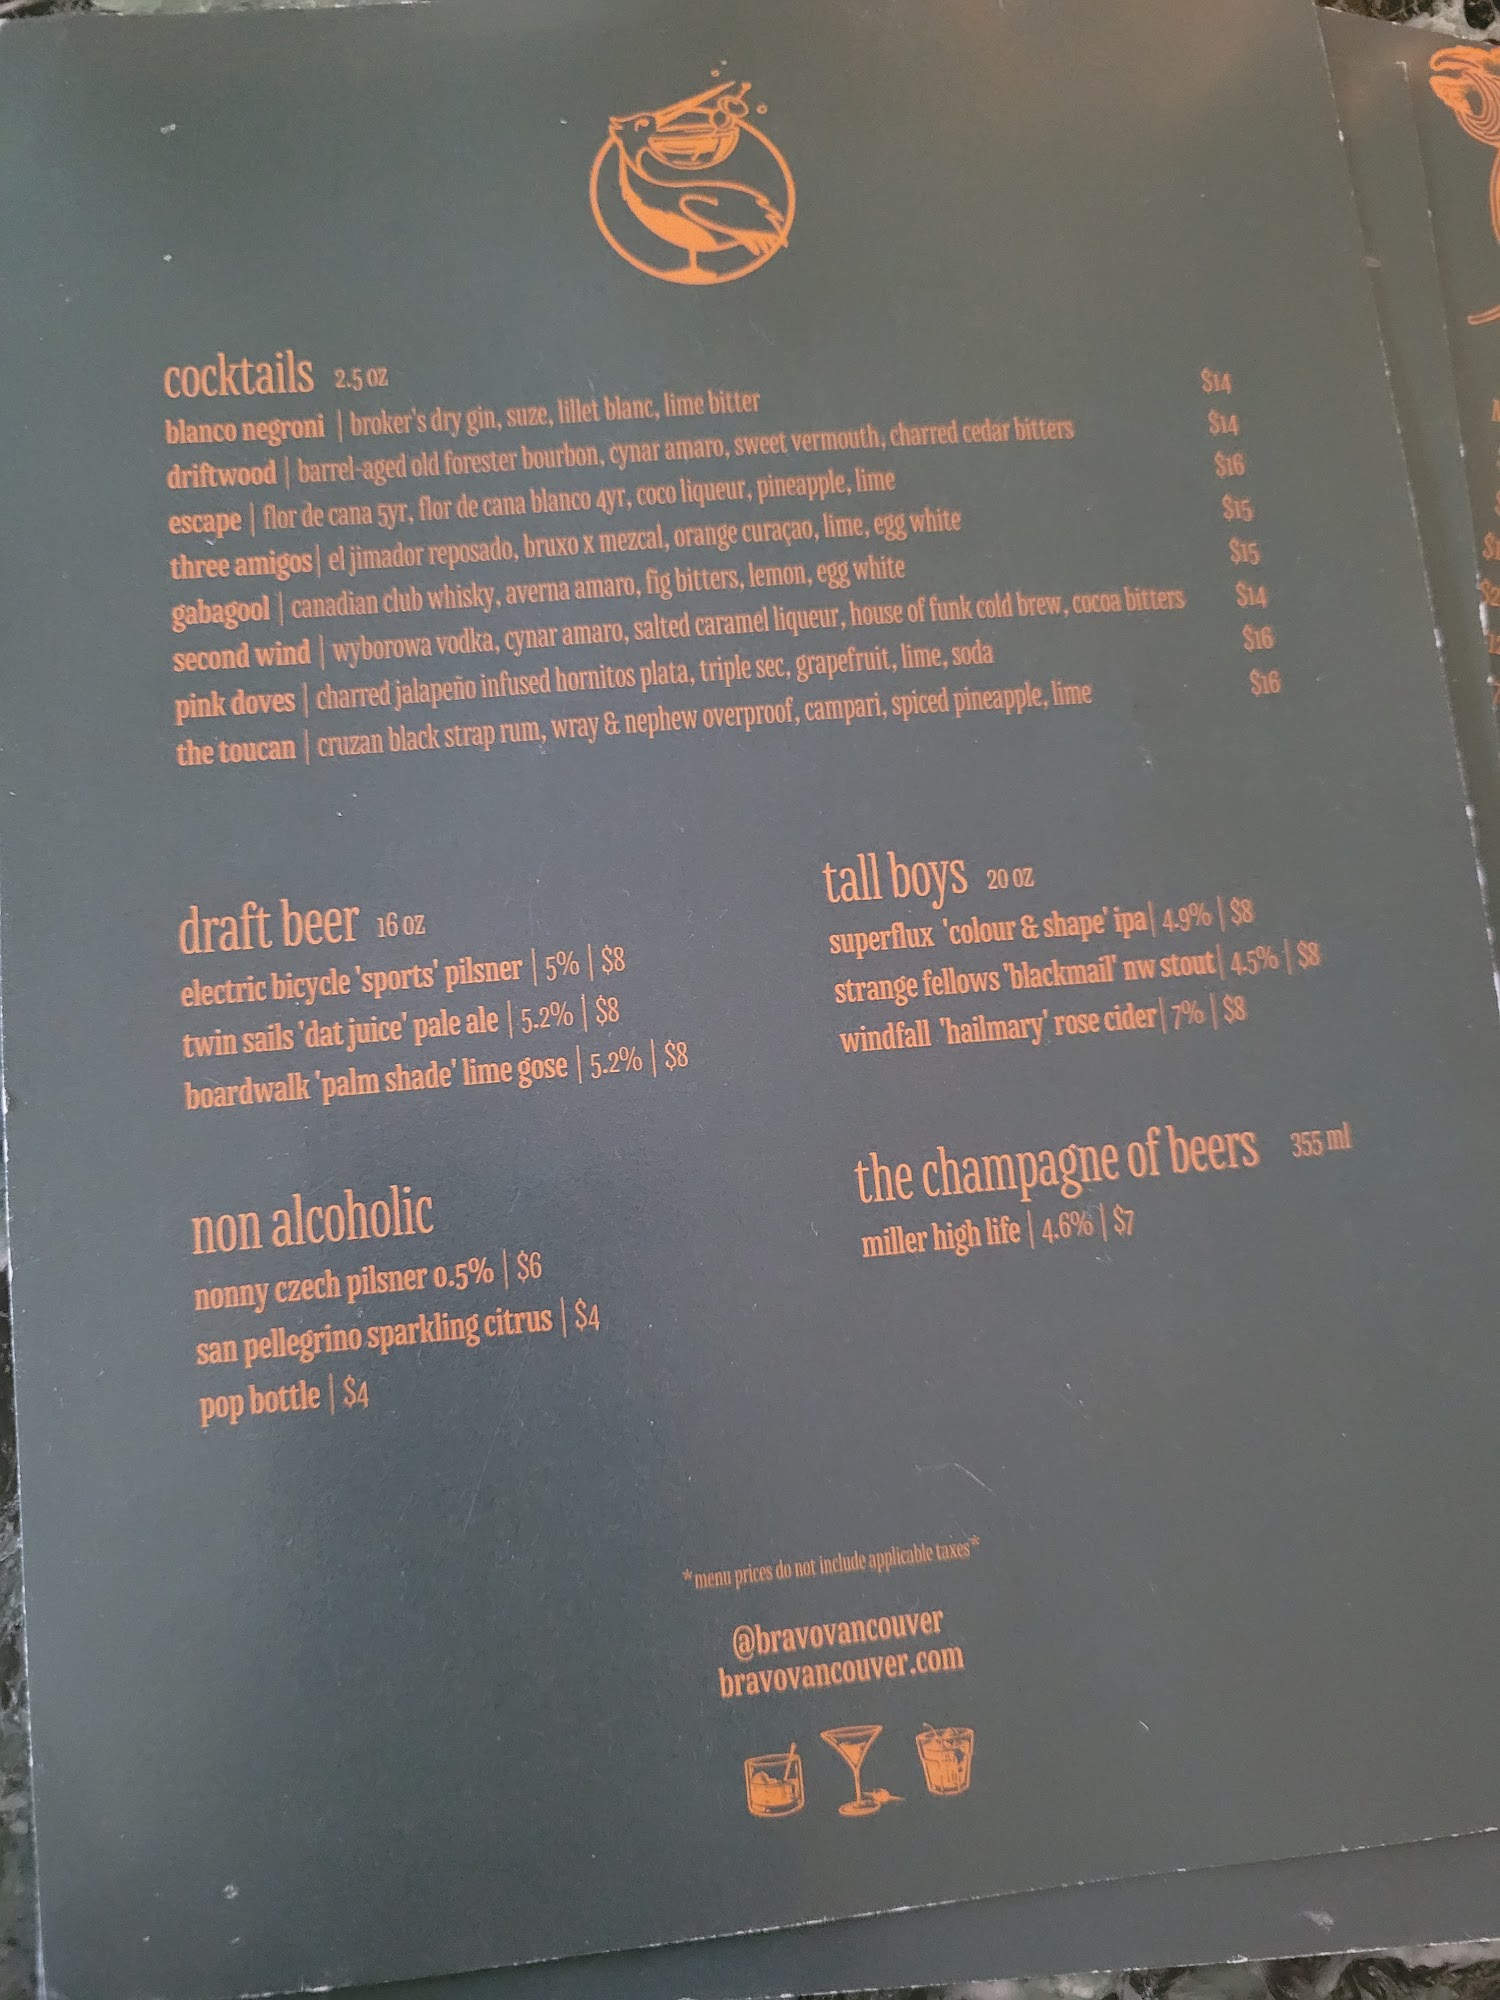 cocktails 2.5 oz
blanco negroni | broker's dry gin, suze, lillet blanc, lime bitter $14
driftwood | barrel-aged old forester bourbon, cynar amaro, sweet vermouth, charred cedar bitters $14
escape | flor de cana 5yr, flor de cana blanco 4yr, coco liqueur, pineapple, lime $16
three amigos | el jimador reposado, bruxo x mezcal, orange curaçao, lime, egg white $15
gabagool | canadian club whisky, averna amaro, fig bitters, lemon, egg white $15
second wind | wyborowa vodka, cynar amaro, salted caramel liqueur, house of funk cold brew, cocoa bitters $14
pink doves | charred jalapeño infused hornitos plata, triple sec, grapefruit, lime, soda $16
the toucan | cruzan black strap rum, wray & nephew overproof, campari, spiced pineapple, lime $16
draft beer 16 oz
electric bicycle 'sports' pilsner | 5% | $8
twin sails 'dat juice' pale ale | 5.2% | $8
boardwalk 'palm shade' lime gose | 5.2% | $8
tall boys 20 oz
superflux 'colour & shape' ipa | 4.9% | $8
strange fellows 'blackmail' nw stout | 4.5% | $8
windfall 'hailmary' rose cider | 7% | $8
non alcoholic
nonny czech pilsner 0.5% | $6
san pellegrino sparkling citrus | $4
pop bottle | $4
the champagne of beers 355 ml
miller high life | 4.6% | $7
*menu prices do not include applicable taxes*
@bravovancouver
bravovancouver.com